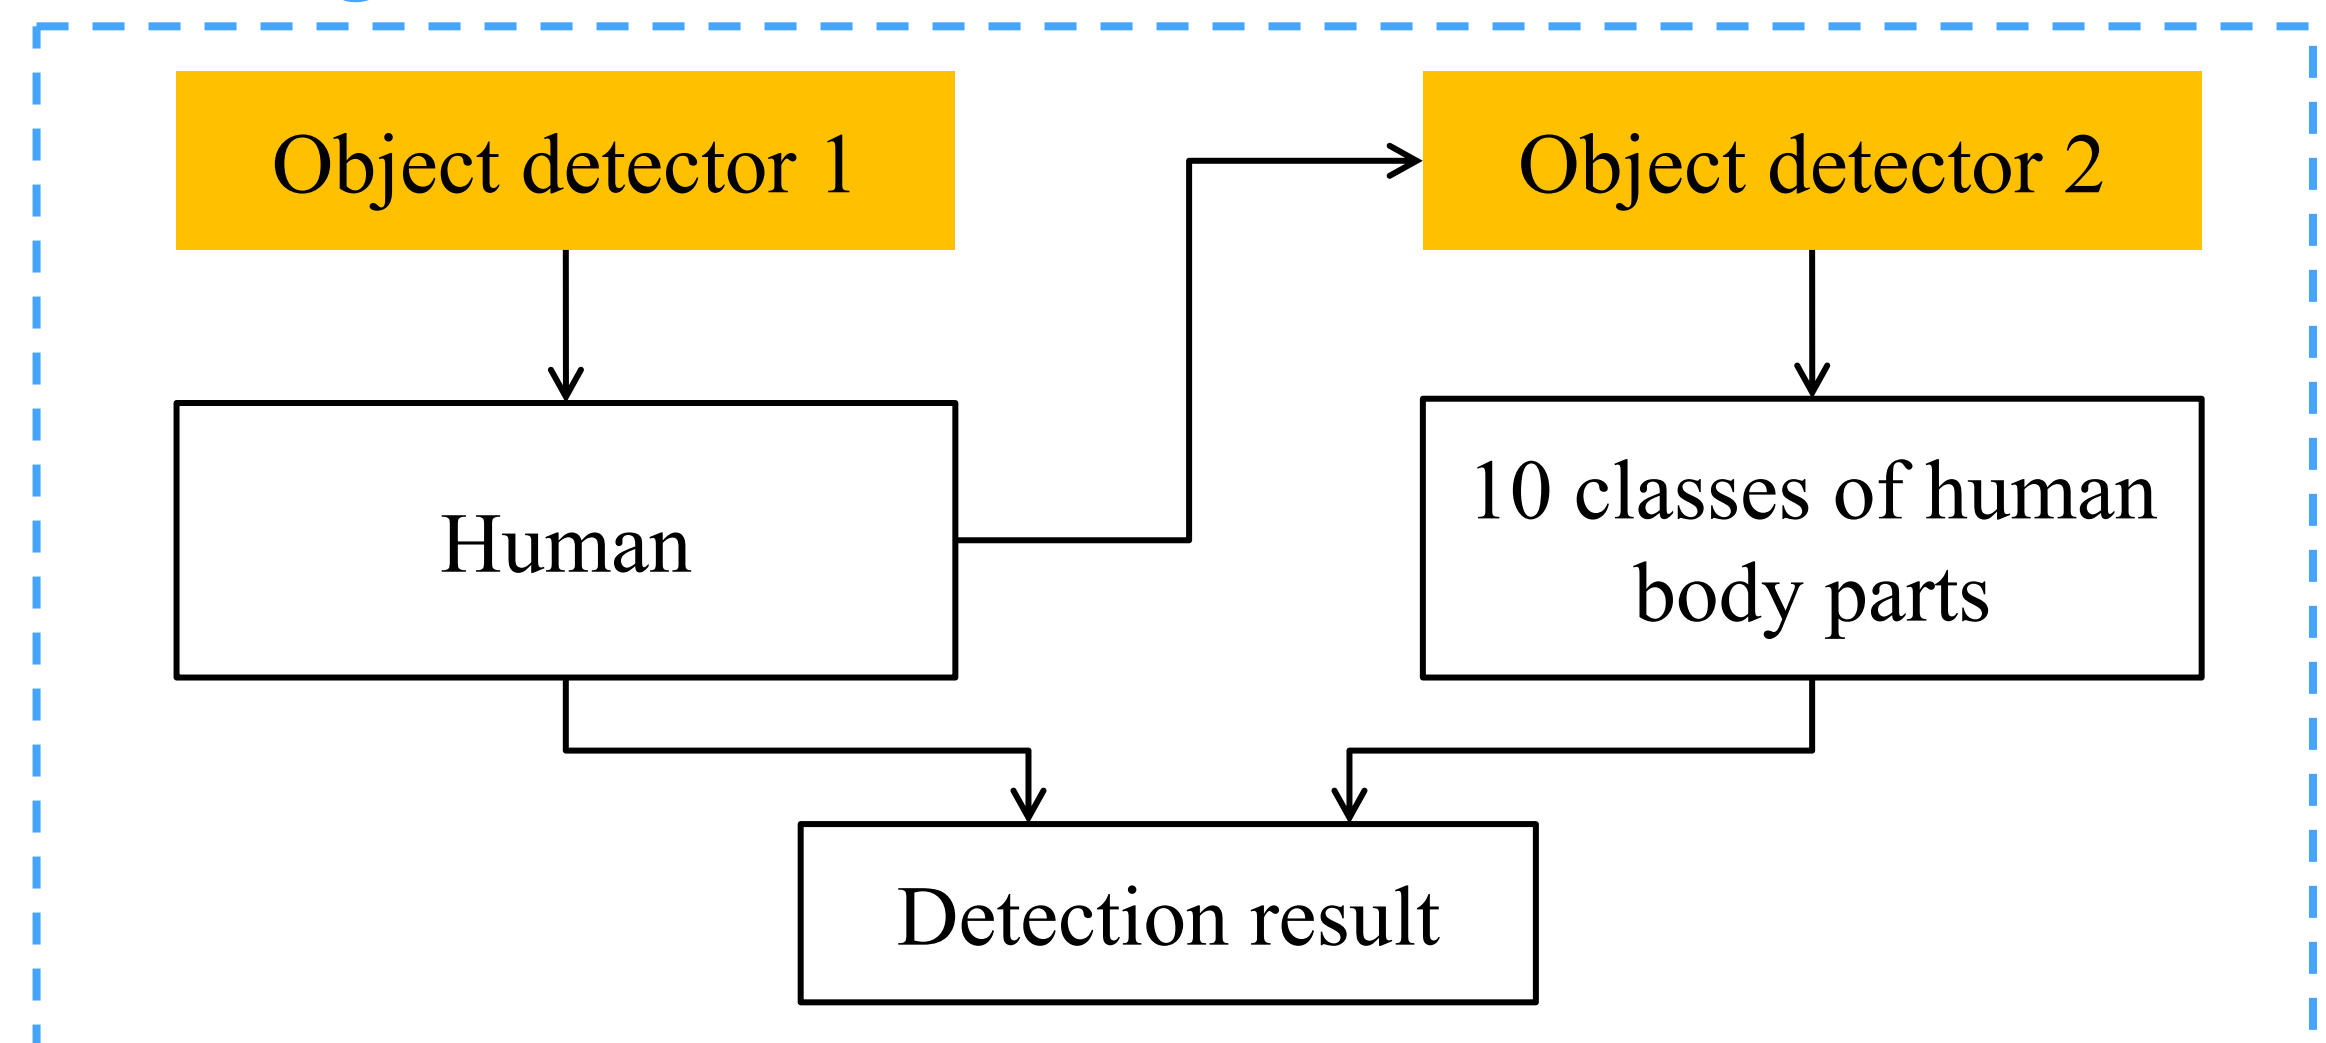 Object detector 1
Object detector 2
Human
10 classes of human
body parts
Detection result